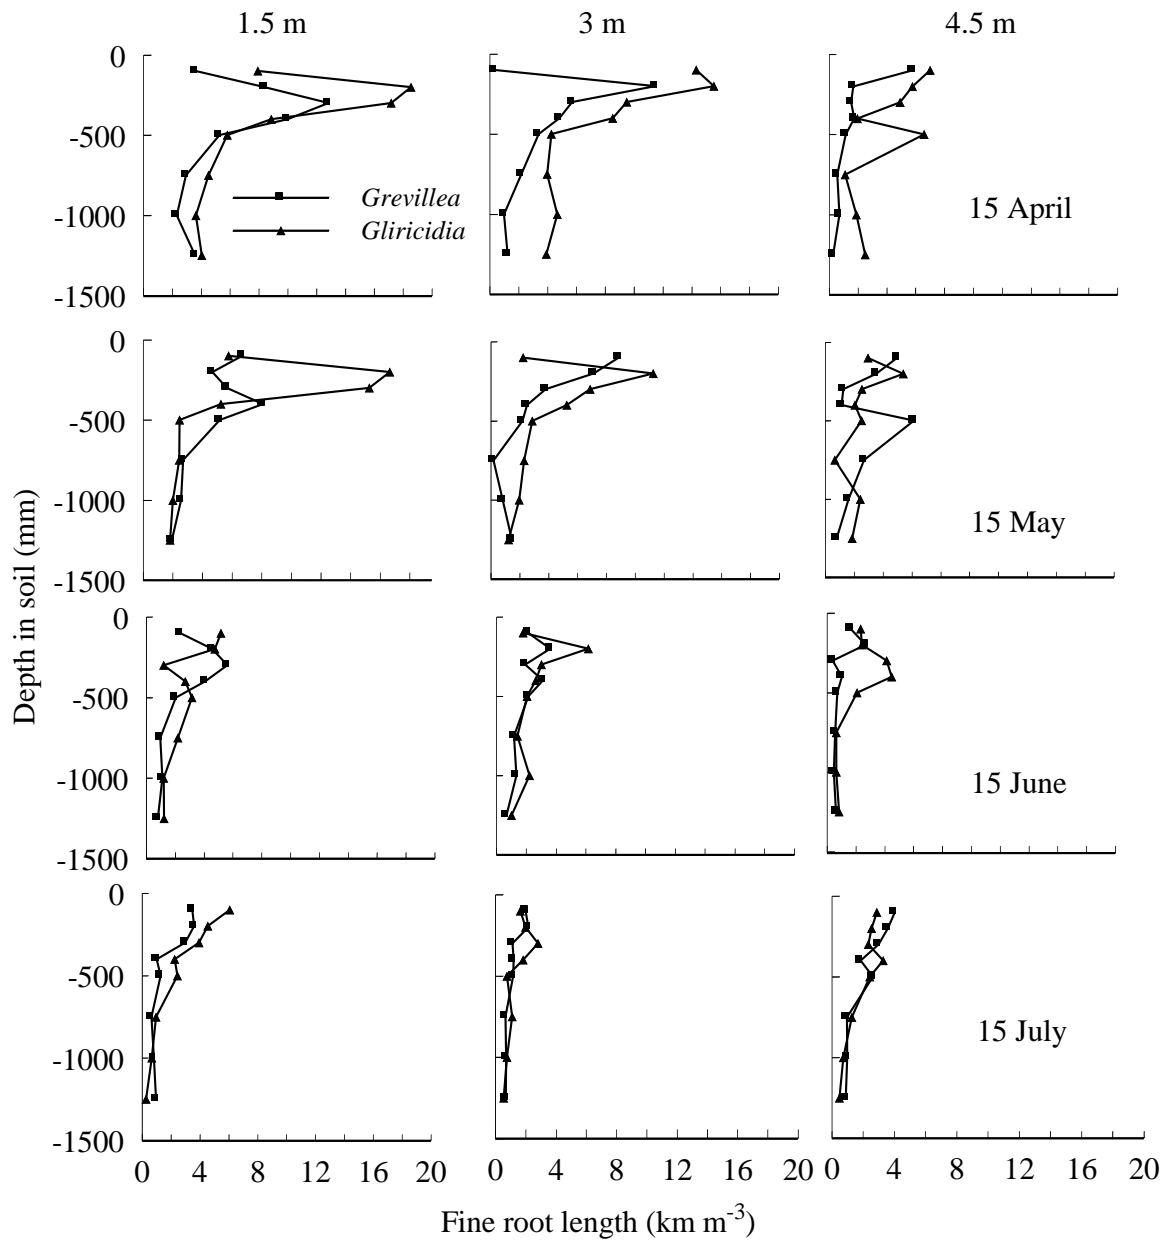 1.5 m 3 m 4.5 m
0
-500
-1000
-1500
Grevillea
Gliricidia
15 April
0
-500
-1000
-1500
15 May
0
-500
-1000
-1500
15 June
0
-500
-1000
-1500
15 July
Depth in soil (mm)
0 4 8 12 16 20 0 4 8 12 16 20 0 4 8 12 16 20
Fine root length (km m-3)